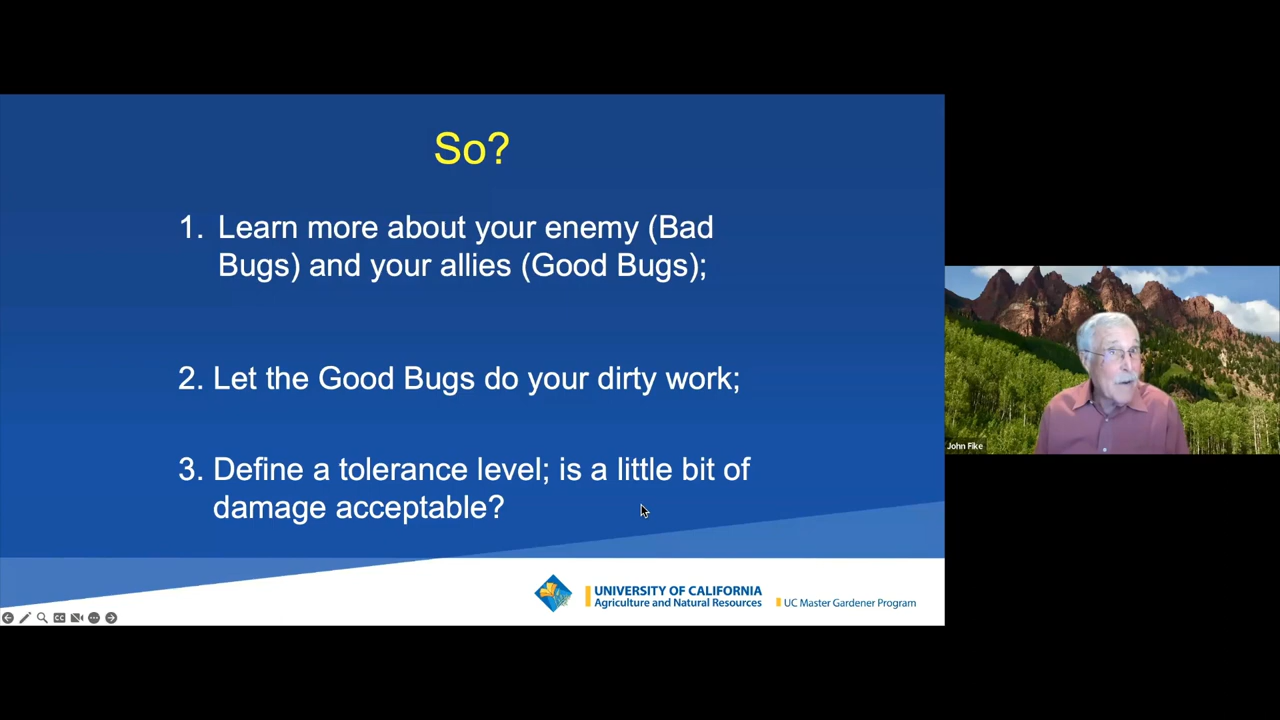 So?
1. Learn more about your enemy (Bad
Bugs) and your allies (Good Bugs);
2. Let the Good Bugs do your dirty work;
3. Define a tolerance level; is a little bit of
damage acceptable?
UNIVERSITY OF CALIFORNIA
Agriculture and Natural Resources
UC Master Gardener Program
John Fike
CC